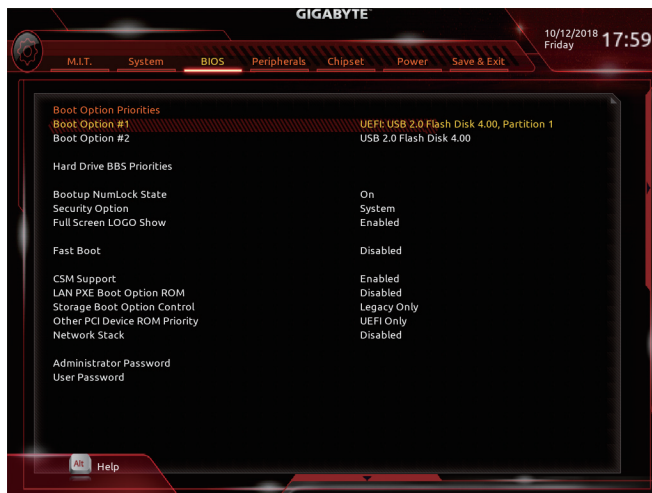 GIGABYTE™
10/12/2018
Friday
17:59
M.I.T. System BIOS Peripherals Chipset Power Save & Exit
Boot Option Priorities
Boot Option #1 UEFI: USB 2.0 Flash Disk 4.00, Partition 1
Boot Option #2 USB 2.0 Flash Disk 4.00
Hard Drive BBS Priorities
Bootup NumLock State On
Security Option System
Full Screen LOGO Show Enabled
Fast Boot Disabled
CSM Support Enabled
LAN PXE Boot Option ROM Disabled
Storage Boot Option Control Legacy Only
Other PCI Device ROM Priority UEFI Only
Network Stack Disabled
Administrator Password
User Password
Alt Help